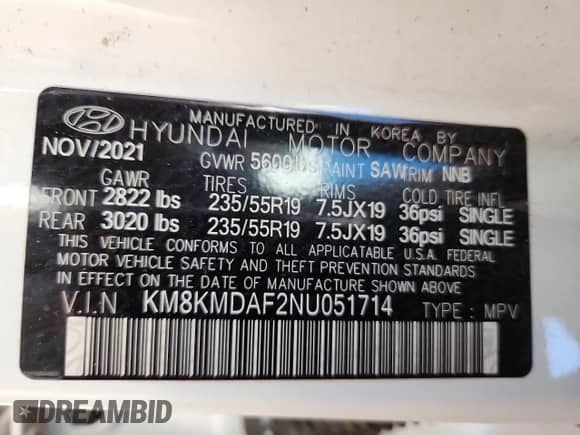 MANUFACTURED IN KOREA BY
HYUNDAI MOTOR COMPANY
NOV/2021 GVWR 5600 lbs PAINT SAW TRIM NNB
GAWR TIRES RIMS COLD TIRE INFL.
FRONT 2822 lbs 235/55R19 7.5JX19 36psi SINGLE
REAR 3020 lbs 235/55R19 7.5JX19 36psi SINGLE
THIS VEHICLE CONFORMS TO ALL APPLICABLE U.S.A. FEDERAL
MOTOR VEHICLE SAFETY AND THEFT PREVENTION STANDARDS
IN EFFECT ON THE DATE OF MANUFACTURE SHOWN ABOVE.
V.I.N KM8KMDAF2NU051714 TYPE : MPV
DREAMBID